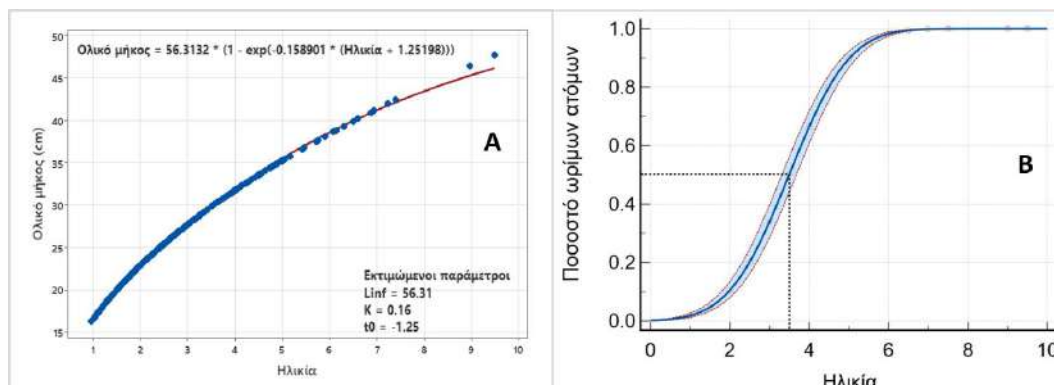 Ολικό μήκος = 56.3132 * (1 - exp(-0.158901 * (Ηλικία + 1.25198)))
Ολικό μήκος (cm)
50
45
40
35
30
25
20
15
A
Εκτιμώμενοι παράμετροι
Linf = 56.31
K = 0.16
t0 = -1.25
1 2 3 4 5 6 7 8 9 10
Ηλικία
Ποσοστό ωρίμων ατόμων
1.0
0.8
0.6
0.4
0.2
0.0
B
0 2 4 6 8 10
Ηλικία